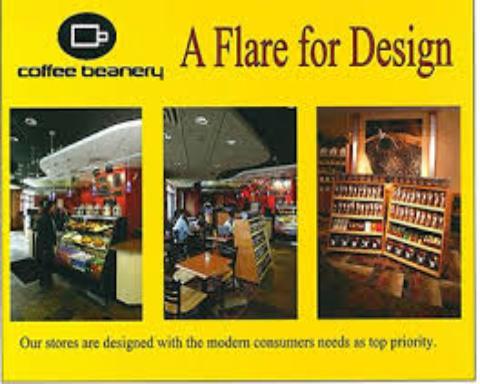 coffee beanery
A Flare for Design
Our stores are designed with the modern consumers needs as top priority.